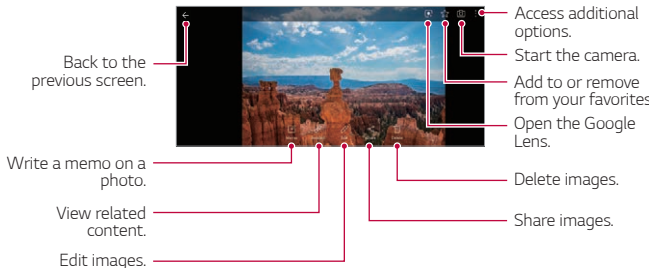 Back to the
previous screen.
Write a memo on a
photo.
View related
content.
Edit images.
Access additional
options.
Start the camera.
Add to or remove
from your favorites
Open the Google
Lens.
Delete images.
Share images.